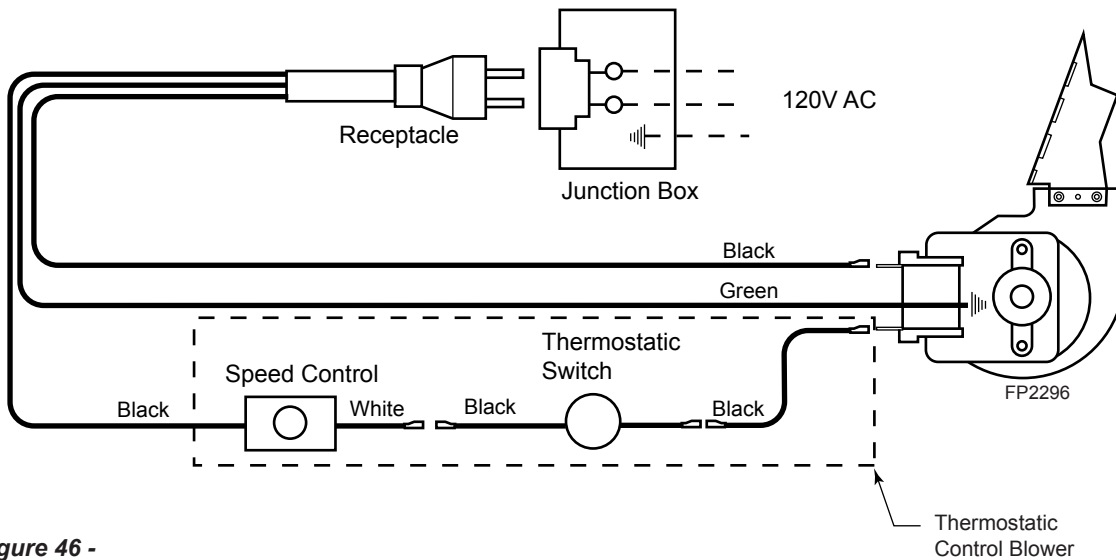 120V AC
Receptacle
Junction Box
Black
Green
Thermostatic
Switch
Speed Control
Black
White
Black
Black
FP2296
Thermostatic
Control Blower
gure 46 -